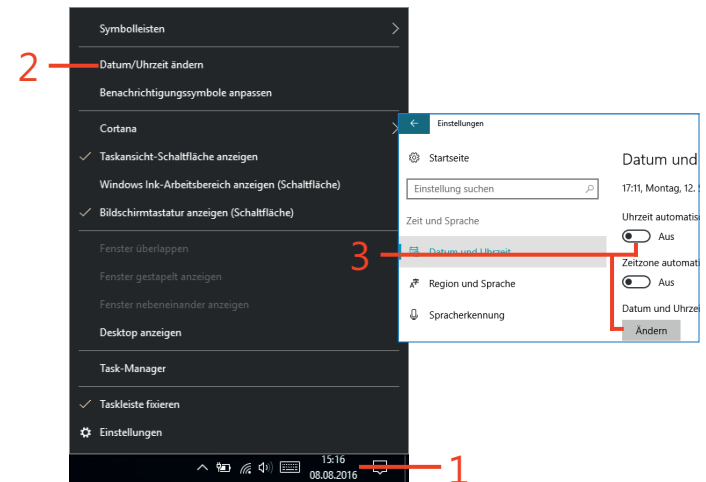 Symbolleisten
2
Datum/Uhrzeit ändern
Benachrichtigungssymbole anpassen
Cortana
Taskansicht-Schaltfläche anzeigen
Windows Ink-Arbeitsbereich anzeigen (Schaltfläche)
Bildschirmtastatur anzeigen (Schaltfläche)
Fenster überlappen
Fenster gestapelt anzeigen
Fenster nebeneinander anzeigen
Desktop anzeigen
Task-Manager
Taskleiste fixieren
Einstellungen
15:16
08.08.2016
1
Einstellungen
Startseite
Einstellung suchen
Zeit und Sprache
3
Datum und Uhrzeit
Region und Sprache
Spracherkennung
Datum und
17:11, Montag, 12.
Uhrzeit automatis
Aus
Zeitzone automati
Aus
Datum und Uhrze
Ändern